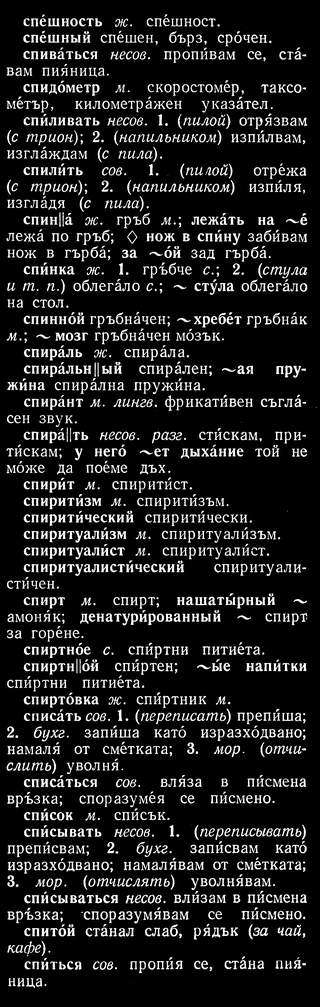 спе́шность ж. спе́шност.
спе́шный спе́шен, бърз, сро́чен.
спива́ться несов. пропи́вам се, ста́-
вам пия́ница.
спидо́метр м. скоростоме́р, таксо-
ме́тър, километра́жен указа́тел.
спи́ливать несов. 1. (пилой) отря́звам
(с трион); 2. (напильником) изпи́лвам,
изгла́ждам (с пила).
спили́ть сов. 1. (пилой) отре́жа
(с трион); 2. (напильником) изпи́ля,
изгла́дя (с пила).
спин||а́ ж. гръб м.; лежа́ть на ~е́
лежа́ по гръб; ◇ нож в спи́ну заби́вам
нож в гърба́; за ~о́й зад гърба́.
спи́нка ж. 1. гръ́бче с.; 2. (стула
и т. п.) облега́ло с.; ~ сту́ла облега́ло
на стол.
спинно́й гръбна́чен; ~ хребе́т гръбна́к
м.; ~ мозг гръбна́чен мо́зък.
спира́ль ж. спира́ла.
спира́льн||ый спира́лен; ~ая пру-
жи́на спира́лна пружи́на.
спира́нт м. лингв. фрикати́вен съгла́-
сен звук.
спира́||ть несов. разг. сти́скам, при-
ти́скам; у него́ ~ет дыха́ние той не
мо́же да пое́ме дъх.
спири́т м. спирити́ст.
спирити́зм м. спирити́зъм.
спирити́ческий спирити́чески.
спиритуали́зм м. спиритуали́зъм.
спиритуали́ст м. спиритуали́ст.
спиритуалисти́ческий спиритуали-
сти́чен.
спирт м. спирт; нашаты́рный ~
амоня́к; денатури́рованный ~ спирт
за горе́не.
спиртно́е с. спи́ртни питие́та.
спиртн||о́й спи́ртен; ~ы́е напи́тки
спи́ртни питие́та.
спирто́вка ж. спи́ртник м.
списа́ть сов. 1. (переписать) препи́ша;
2. бухг. запи́ша като́ изразхо́двано;
намаля́ от сме́тката; 3. мор. (отчи-
слить) уволня́.
списа́ться сов. вля́за в пи́смена
връ́зка; споразуме́я се пи́смено.
спи́сок м. спи́сък.
спи́сывать несов. 1. (переписывать)
препи́свам; 2. бухг. запи́свам като́
изразхо́двано; намаля́вам от сме́тката;
3. мор. (отчислять) уволня́вам.
спи́сываться несов. вли́зам в пи́смена
връ́зка; споразумя́вам се пи́смено.
спито́й ста́нал слаб, ря́дък (за чай,
кафе).
спи́ться сов. пропи́я се, ста́на пия́-
ница.